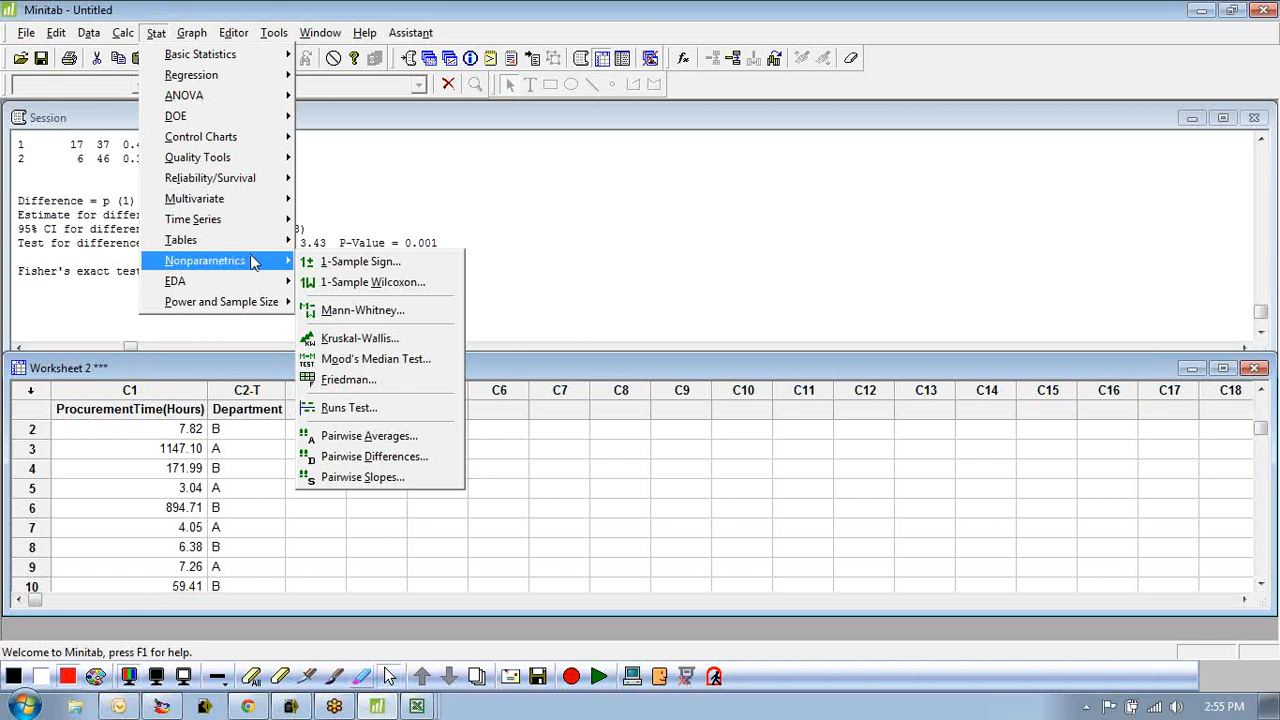 Minitab - Untitled
File Edit Data Calc Stat Graph Editor Tools Window Help Assistant
Basic Statistics
Regression
ANOVA
DOE
Control Charts
Quality Tools
Reliability/Survival
Multivariate
Time Series
Tables
Nonparametrics
EDA
Power and Sample Size
1-Sample Sign...
1-Sample Wilcoxon...
Mann-Whitney...
Kruskal-Wallis...
Mood's Median Test...
Friedman...
Runs Test...
Pairwise Averages...
Pairwise Differences...
Pairwise Slopes...
Session
1 17 37 0.4
2 6 46 0.1
Difference = p (1)
Estimate for differ
95% CI for differe 3)
Test for difference 3.43 P-Value = 0.001
Fisher's exact test
Worksheet 2 ***
C1 C2-T C6 C7 C8 C9 C10 C11 C12 C13 C14 C15 C16 C17 C18
ProcurementTime(Hours) Department
2 7.82 B
3 1147.10 A
4 171.99 B
5 3.04 A
6 894.71 B
7 4.05 A
8 6.38 B
9 7.26 A
10 59.41 B
Welcome to Minitab, press F1 for help.
2:55 PM